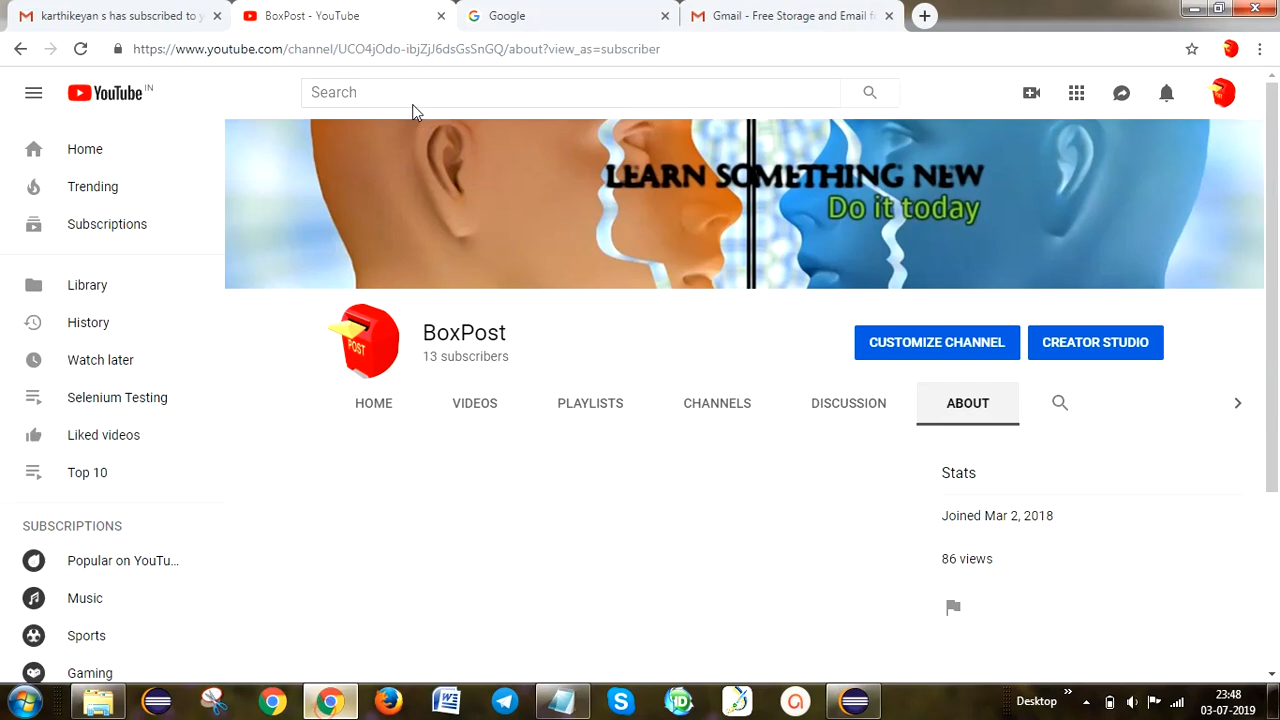 karthikeyan s has subscribed to y
BoxPost - YouTube
Google
Gmail - Free Storage and Email fo
https://www.youtube.com/channel/UCO4jOdo-ibjZjJ6dsGsSnGQ/about?view_as=subscriber
YouTube IN
Search
Home
Trending
Subscriptions
Library
History
Watch later
Selenium Testing
Liked videos
Top 10
SUBSCRIPTIONS
Popular on YouTu...
Music
Sports
Gaming
LEARN SOMETHING NEW
Do it today
POST
BoxPost
13 subscribers
CUSTOMIZE CHANNEL
CREATOR STUDIO
HOME
VIDEOS
PLAYLISTS
CHANNELS
DISCUSSION
ABOUT
Stats
Joined Mar 2, 2018
86 views
Desktop
23:48
03-07-2019